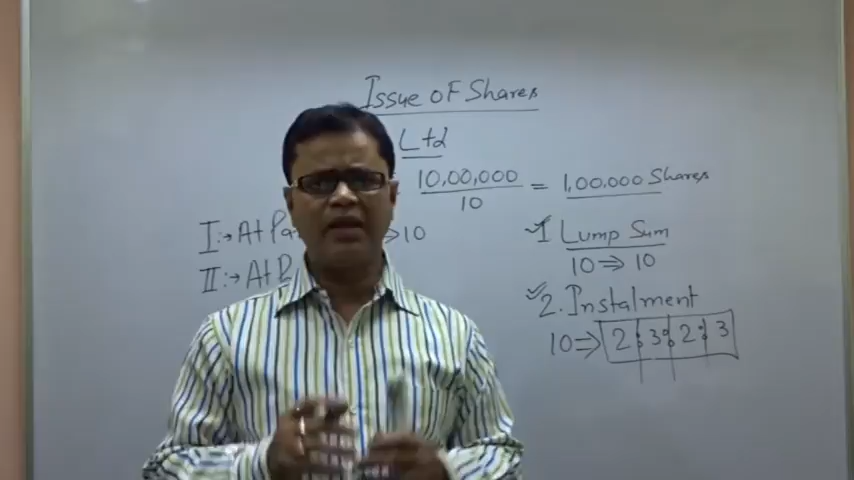 Issue Of Shares
Ltd
10,00,000 = 1,00,000 Shares
10
I:→ At Pa
→ 10
II:→ At P
✓1 Lump Sum
10 ⇒ 10
✓2. Instalment
10 ⇒ 2 : 3 : 2 : 3